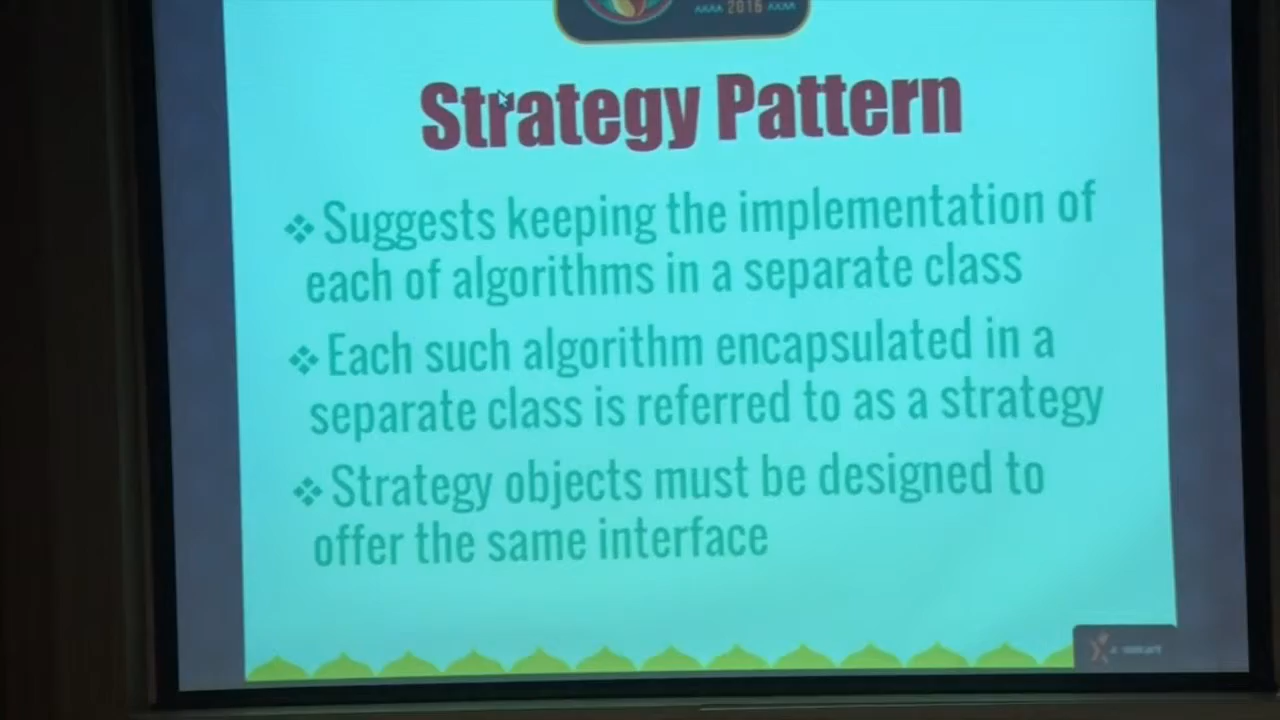 2016
Strategy Pattern
❖ Suggests keeping the implementation of
each of algorithms in a separate class
❖ Each such algorithm encapsulated in a
separate class is referred to as a strategy
❖ Strategy objects must be designed to
offer the same interface